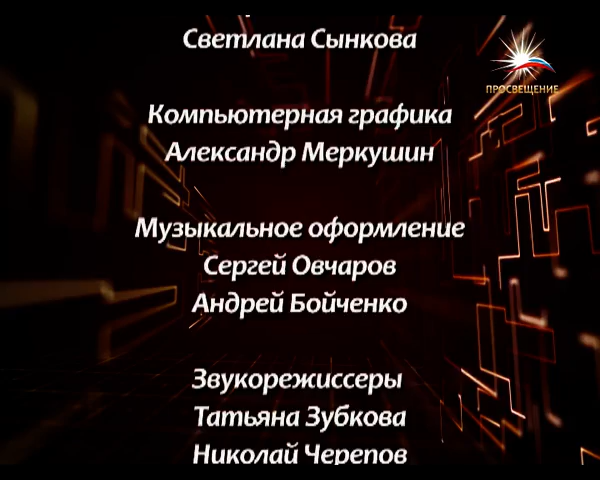 Светлана Сынкова
ПРОСВЕЩЕНИЕ
Компьютерная графика
Александр Меркушин
Музыкальное оформление
Сергей Овчаров
Андрей Бойченко
Звукорежиссеры
Татьяна Зубкова
Николай Черепов